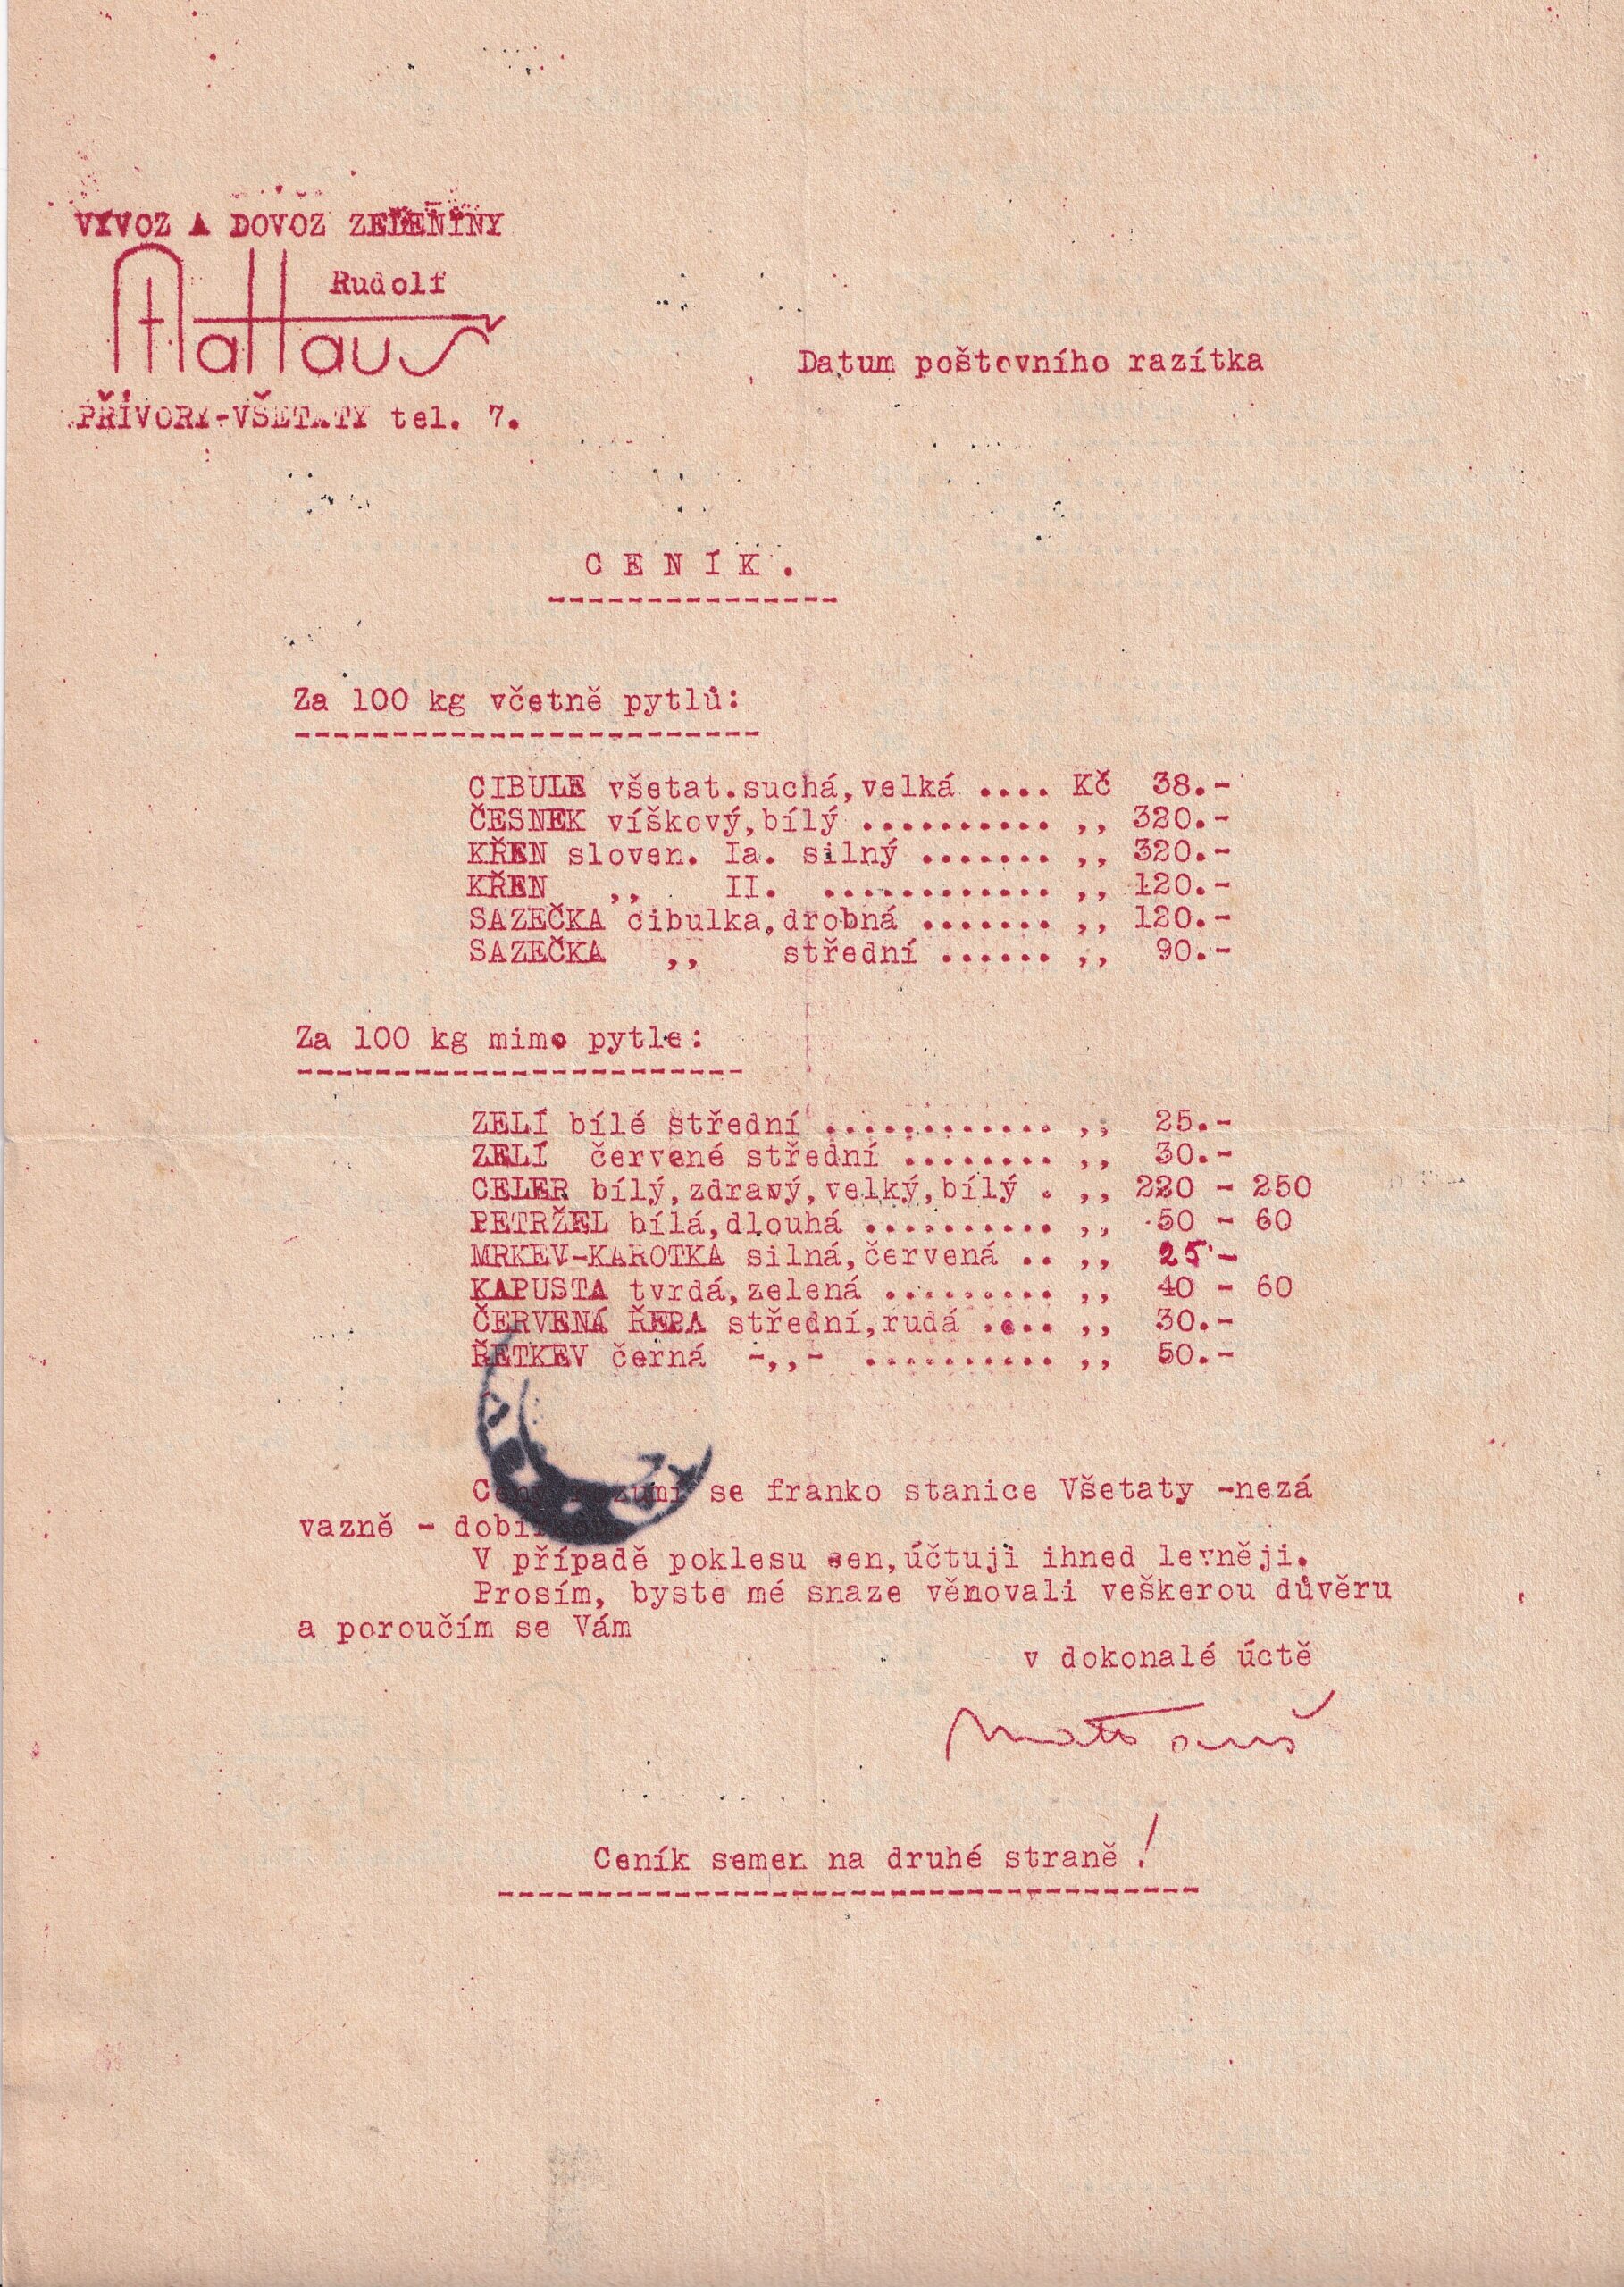 VÝVOZ A DOVOZ ZELENINY
Rudolf
Mattauš
PŘÍVORY-VŠETATY tel. 7.
Datum poštovního razítka
C E N Í K .
Za 100 kg včetně pytlů:
CIBULE všetat.suchá,velká .... Kč 38.-
ČESNEK víškový,bílý .......... ,, 320.-
KŘEN sloven. Ia. silný ....... ,, 320.-
KŘEN ,, II. ............ ,, 120.-
SAZEČKA cibulka,drobná ....... ,, 120.-
SAZEČKA ,, střední ...... ,, 90.-
Za 100 kg mimo pytle:
ZELÍ bílé střední ............ ,, 25.-
ZELÍ červené střední ........ ,, 30.-
CELER bílý,zdravý,velký,bílý . ,, 220 - 250
PETRŽEL bílá,dlouhá .......... ,, 50 - 60
MRKEV-KAROTKA silná,červená .. ,, 25.-
KAPUSTA tvrdá,zelená ......... ,, 40 - 60
ČERVENÁ ŘEPA střední,rudá .... ,, 30.-
ŘETKEV černá -,,- .......... ,, 50.-
Ceny rozumí se franko stanice Všetaty -nezá
vazně -
V případě poklesu cen,účtuji ihned levněji.
Prosím, byste mé snaze věnovali veškerou důvěru
a poroučím se Vám
v dokonalé úctě
Mattauš
Ceník semen na druhé straně!